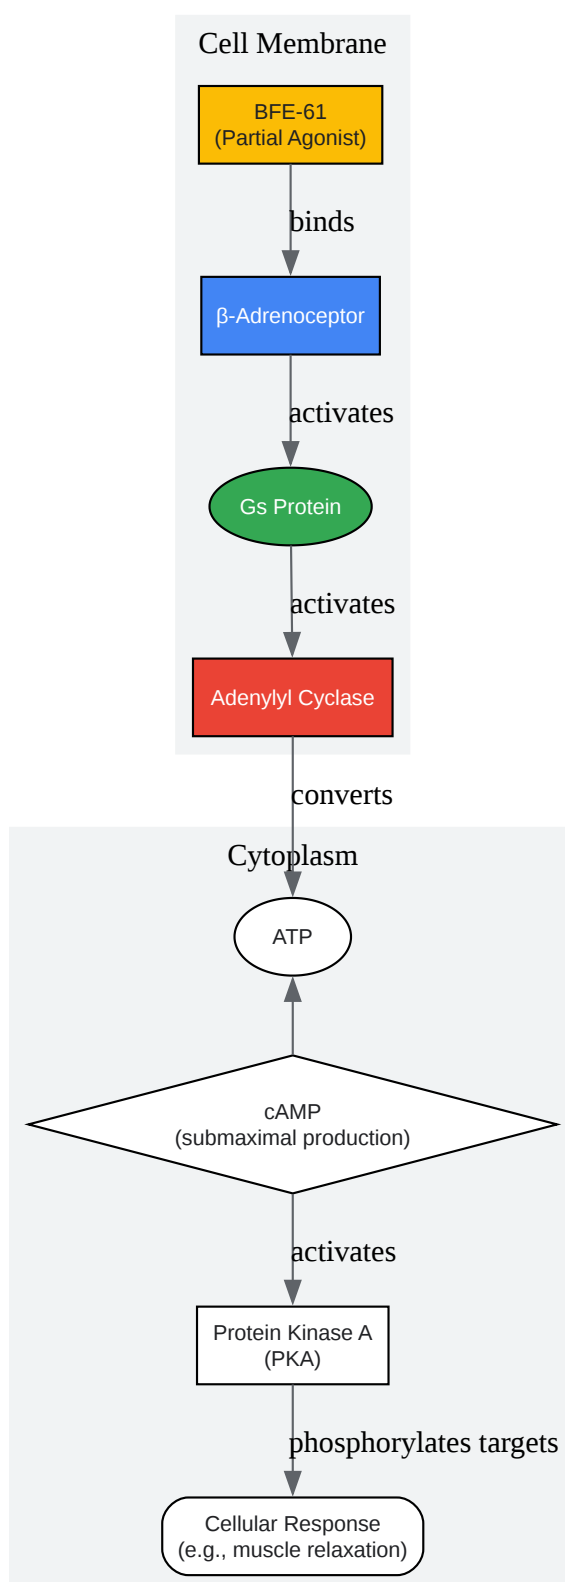 Cell Membrane
BFE-61
(Partial Agonist)
binds
β-Adrenoceptor
activates
Gs Protein
activates
Adenylyl Cyclase
converts
Cytoplasm
ATP
cAMP
(submaximal production)
activates
Protein Kinase A
(PKA)
phosphorylates targets
Cellular Response
(e.g., muscle relaxation)